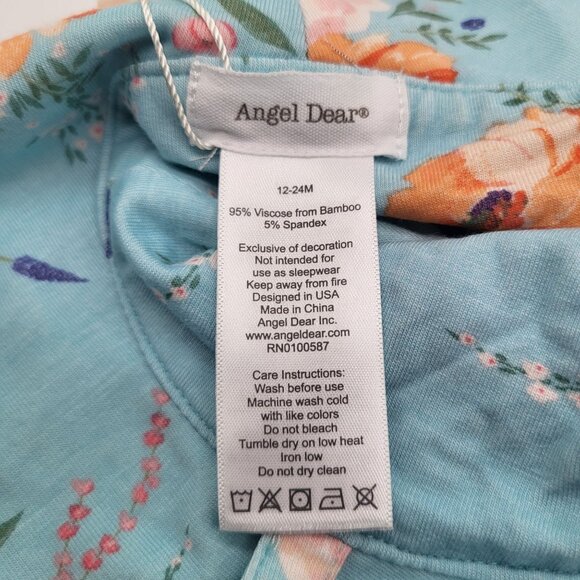 Angel Dear®
12-24M
95% Viscose from Bamboo
5% Spandex
Exclusive of decoration
Not intended for
use as sleepwear
Keep away from fire
Designed in USA
Made in China
Angel Dear Inc.
www.angeldear.com
RN0100587
Care Instructions:
Wash before use
Machine wash cold
with like colors
Do not bleach
Tumble dry on low heat
Iron low
Do not dry clean